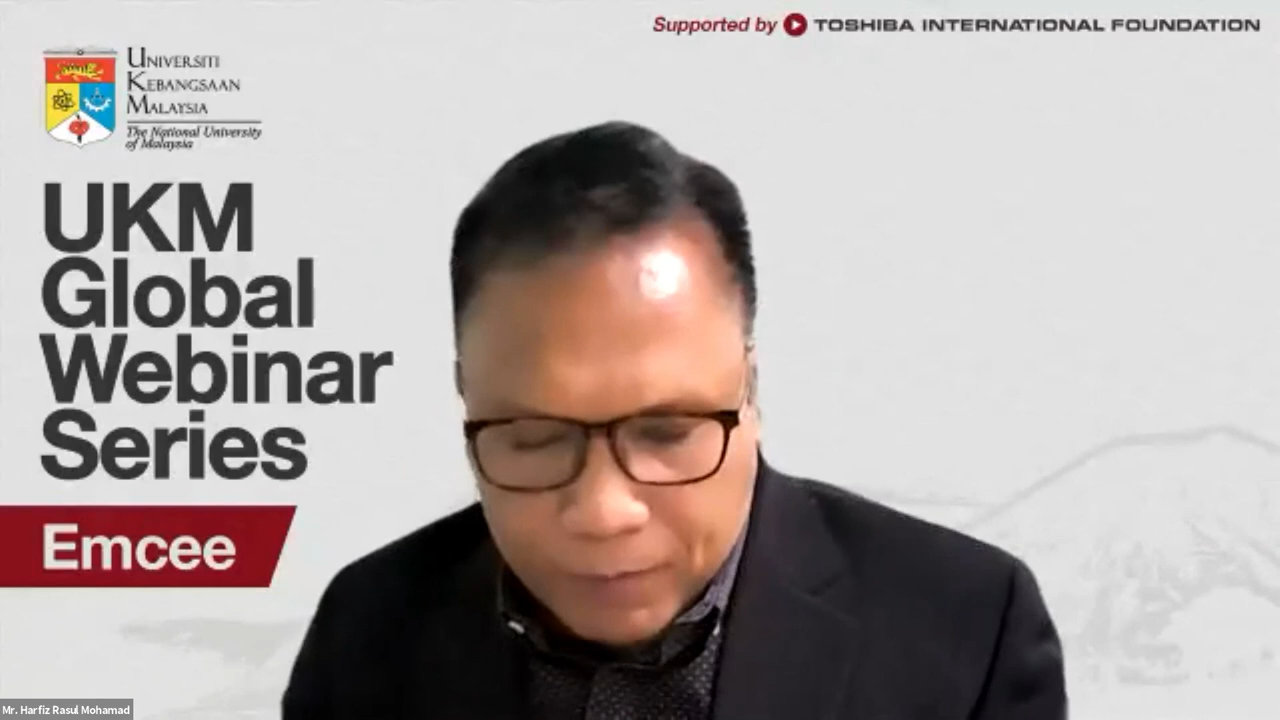 Supported by TOSHIBA INTERNATIONAL FOUNDATION
UNIVERSITI
KEBANGSAAN
MALAYSIA
The National University
of Malaysia
UKM
Global
Webinar
Series
Emcee
Mr. Harfiz Rasul Mohamad